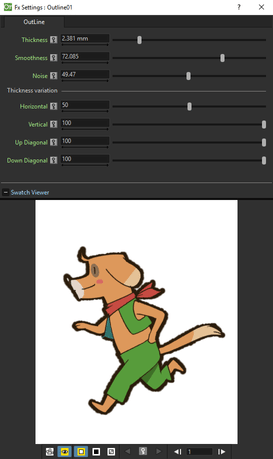 Fx Settings : Outline01
OutLine
Thickness 2.381 mm
Smoothness 72.085
Noise 49.47
Thickness variation
Horizontal 50
Vertical 100
Up Diagonal 100
Down Diagonal 100
Swatch Viewer
1